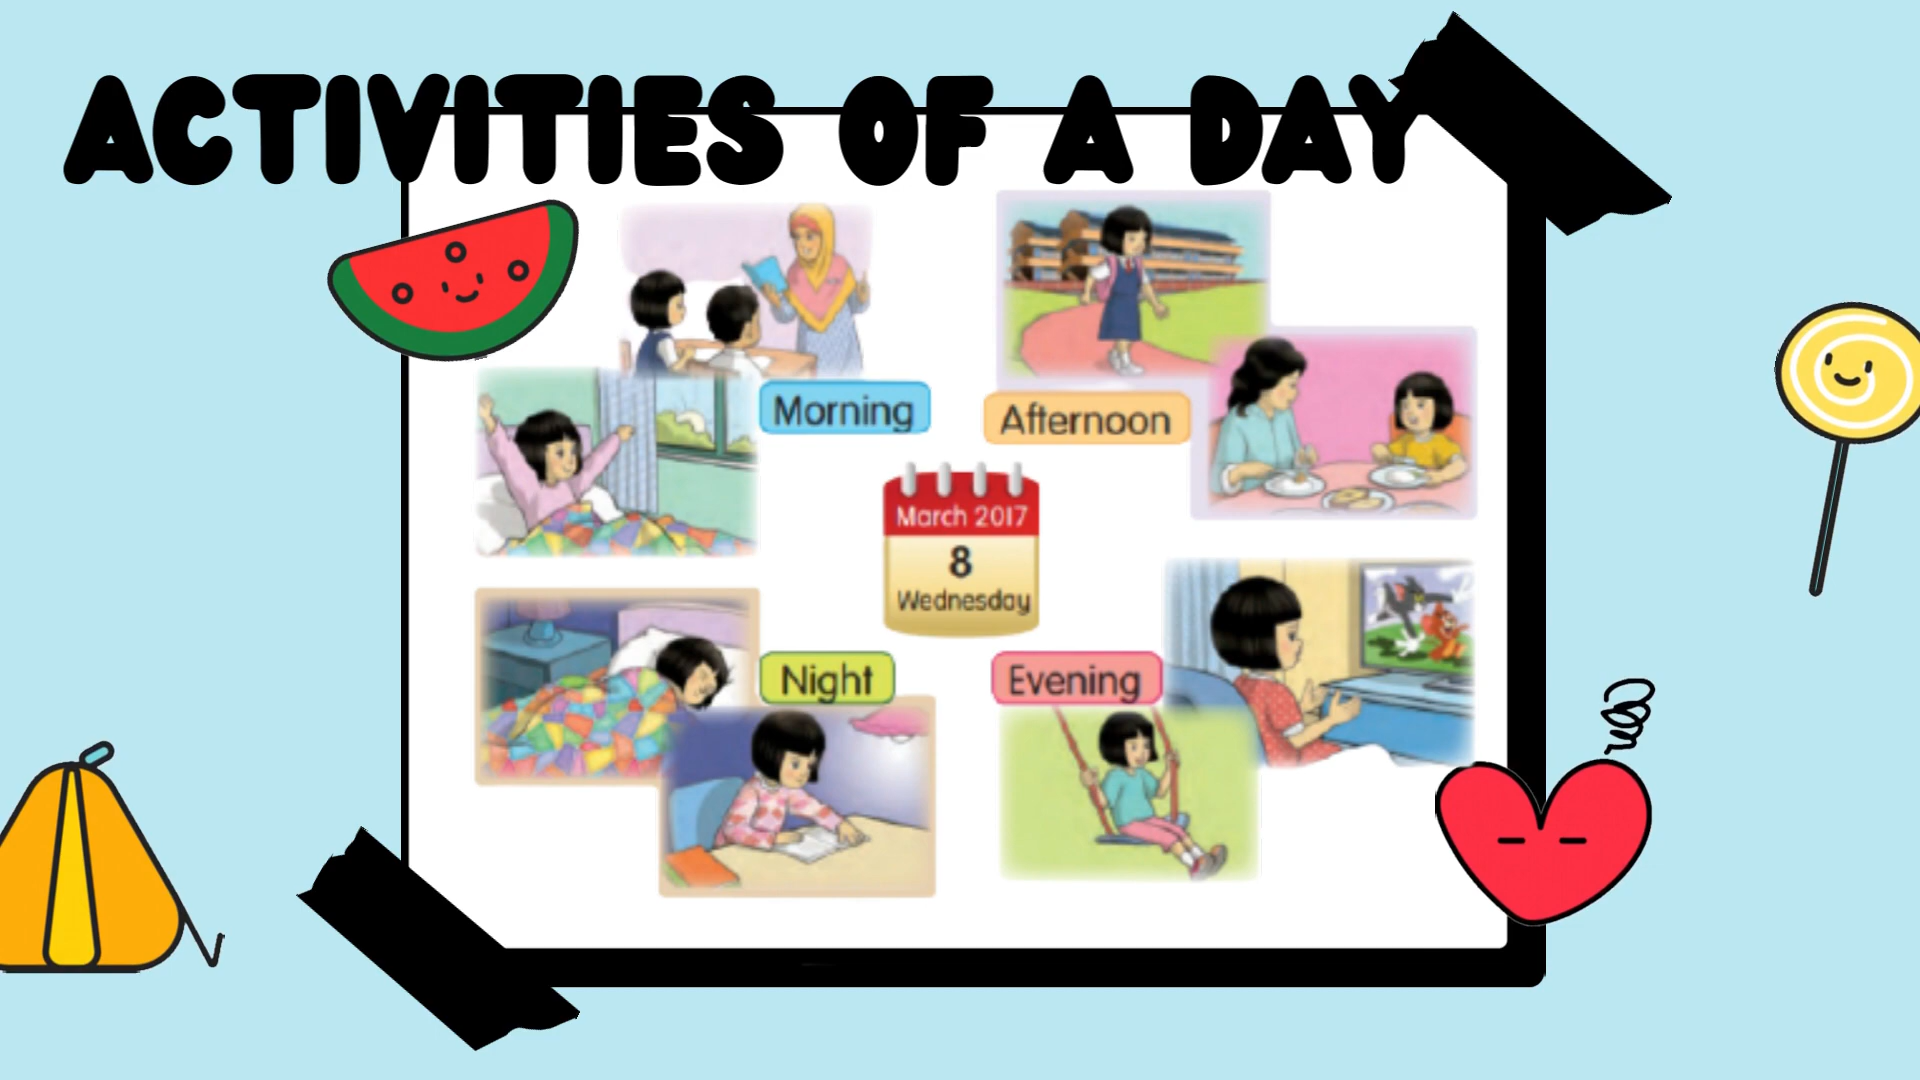 ACTIVITIES OF A DAY
Morning
Afternoon
March 2017
8
Wednesday
Night
Evening